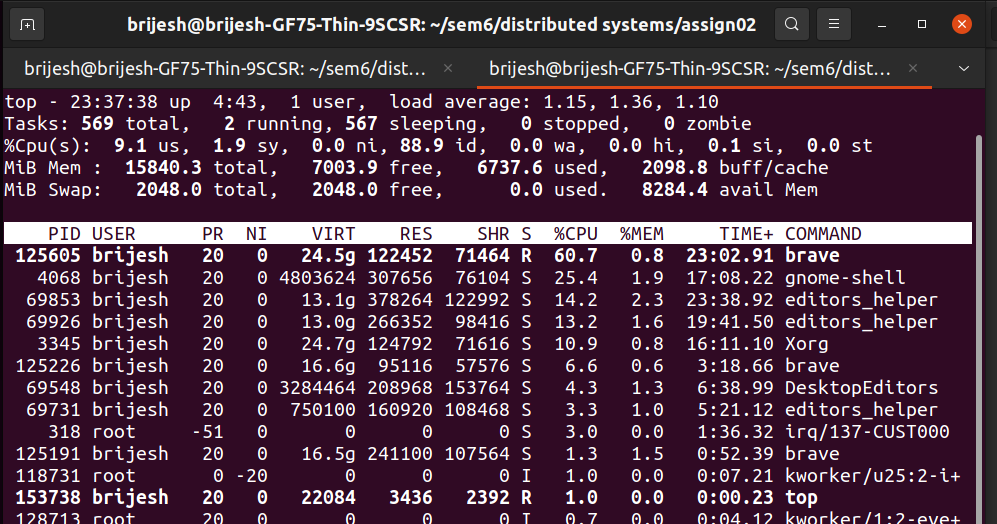 brijesh@brijesh-GF75-Thin-9SCSR: ~/sem6/distributed systems/assign02
brijesh@brijesh-GF75-Thin-9SCSR: ~/sem6/dist... × brijesh@brijesh-GF75-Thin-9SCSR: ~/sem6/dist... ×
top - 23:37:38 up  4:43,  1 user,  load average: 1.15, 1.36, 1.10
Tasks: 569 total,   2 running, 567 sleeping,   0 stopped,   0 zombie
%Cpu(s):  9.1 us,  1.9 sy,  0.0 ni, 88.9 id,  0.0 wa,  0.0 hi,  0.1 si,  0.0 st
MiB Mem :  15840.3 total,   7003.9 free,   6737.6 used,   2098.8 buff/cache
MiB Swap:   2048.0 total,   2048.0 free,      0.0 used.   8284.4 avail Mem
PID USER      PR  NI    VIRT    RES    SHR S  %CPU  %MEM     TIME+ COMMAND
125605 brijesh   20   0   24.5g 122452  71464 R  60.7   0.8  23:02.91 brave
4068 brijesh   20   0 4803624 307656  76104 S  25.4   1.9  17:08.22 gnome-shell
69853 brijesh   20   0   13.1g 378264 122992 S  14.2   2.3  23:38.92 editors_helper
69926 brijesh   20   0   13.0g 266352  98416 S  13.2   1.6  19:41.50 editors_helper
3345 brijesh   20   0   24.7g 124792  71616 S  10.9   0.8  16:11.10 Xorg
125226 brijesh   20   0   16.6g  95116  57576 S   6.6   0.6   3:18.66 brave
69548 brijesh   20   0 3284464 208968 153764 S   4.3   1.3   6:38.99 DesktopEditors
69731 brijesh   20   0  750100 160920 108468 S   3.3   1.0   5:21.12 editors_helper
318 root     -51   0       0      0      0 S   3.0   0.0   1:36.32 irq/137-CUST000
125191 brijesh   20   0   16.5g 241100 107564 S   1.3   1.5   0:52.39 brave
118731 root       0 -20       0      0      0 I   1.0   0.0   0:07.21 kworker/u25:2-i+
153738 brijesh   20   0   22084   3436   2392 R   1.0   0.0   0:00.23 top
128713 root      20   0       0      0      0 I   0.7   0.0   0:04.12 kworker/1:2-eve+